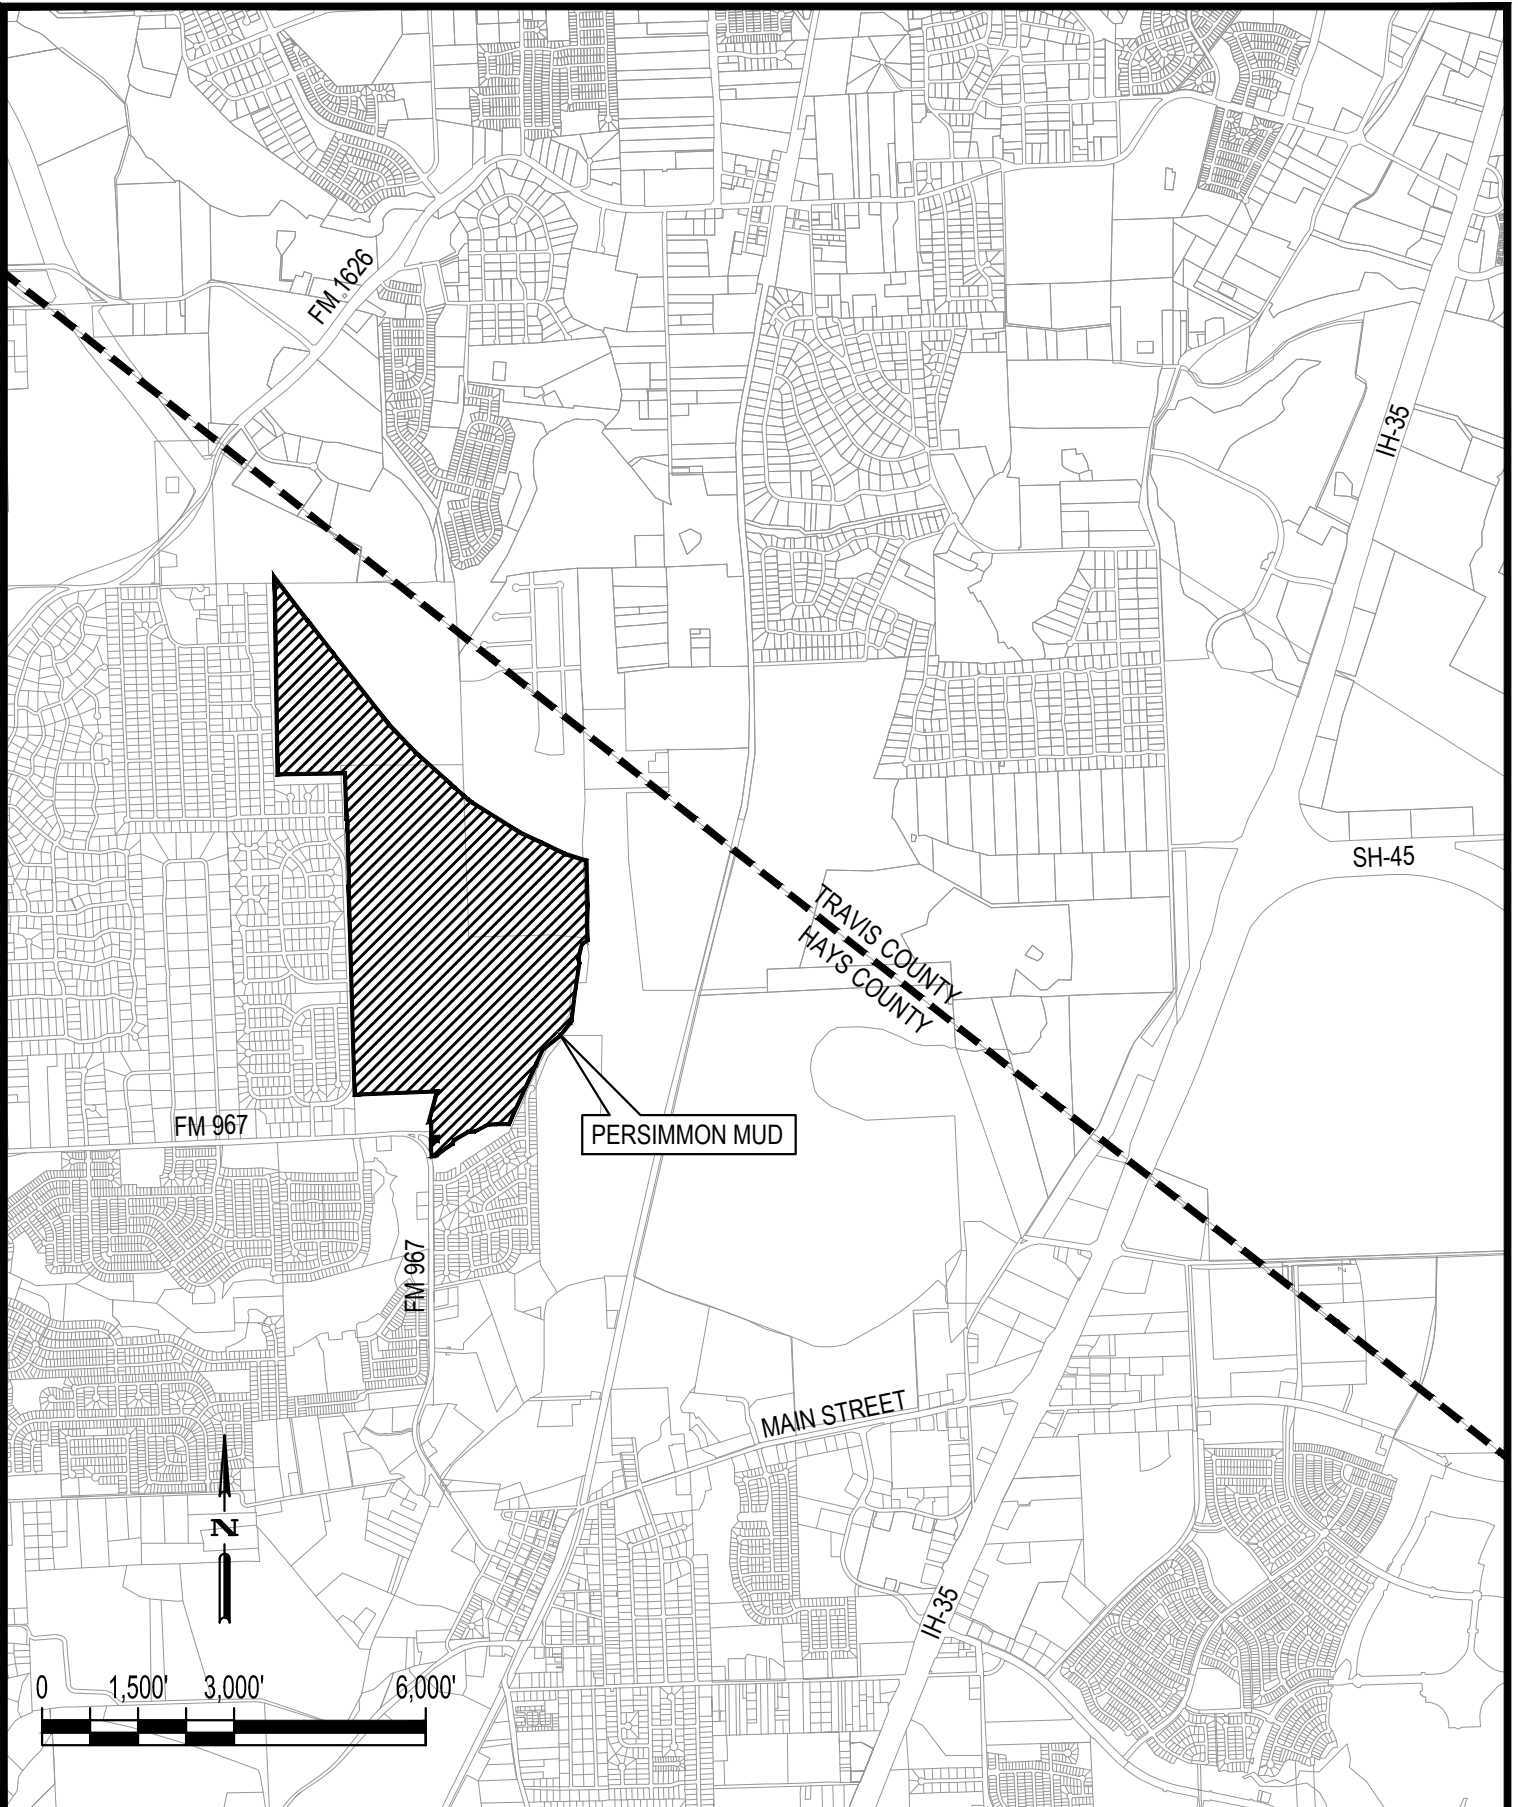 FM 1626
IH-35
SH-45
TRAVIS COUNTY
HAYS COUNTY
FM 967
PERSIMMON MUD
FM 967
MAIN STREET
N
IH-35
0 1,500' 3,000' 6,000'